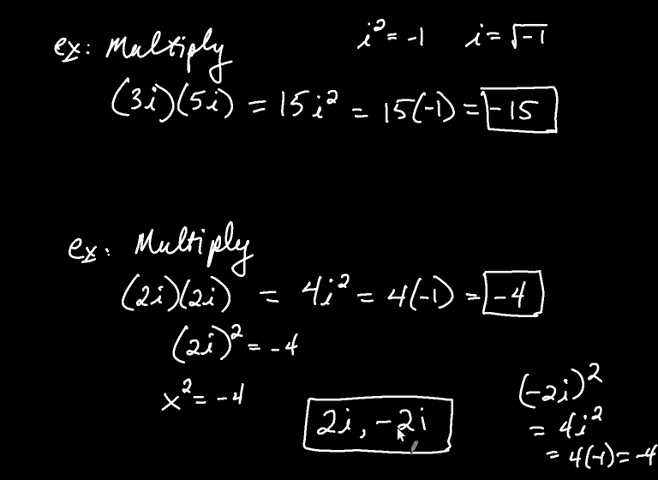 ex: Multiply i² = -1 i = √-1
(3i)(5i) = 15i² = 15(-1) = -15
ex: Multiply
(2i)(2i) = 4i² = 4(-1) = -4
(2i)² = -4
x² = -4
2i, -2i
(-2i)²
= 4i²
= 4(-1) = -4